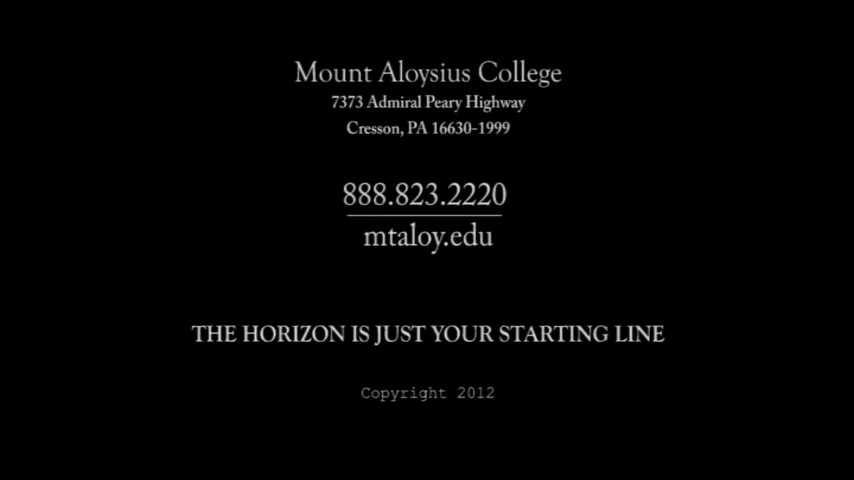 Mount Aloysius College
7373 Admiral Peary Highway
Cresson, PA 16630-1999
888.823.2220
mtaloy.edu
THE HORIZON IS JUST YOUR STARTING LINE
Copyright 2012